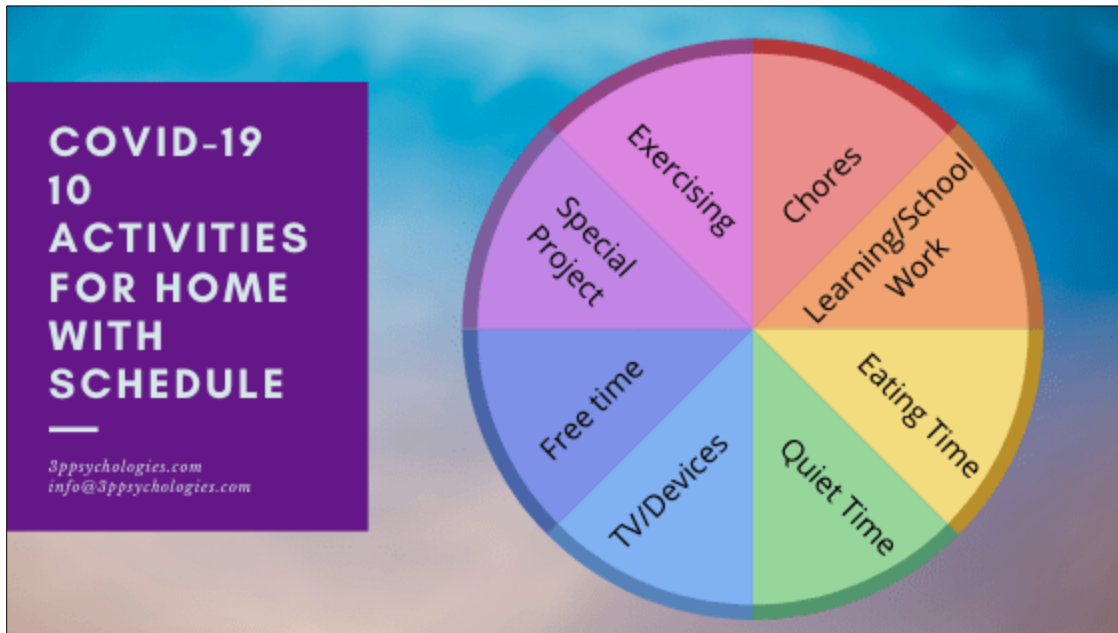 COVID-19
10
ACTIVITIES
FOR HOME
WITH
SCHEDULE
3ppsychologies.com
info@3ppsychologies.com
Exercising
Chores
Special
Project
Learning/School
Work
Free time
Eating Time
TV/Devices
Quiet Time